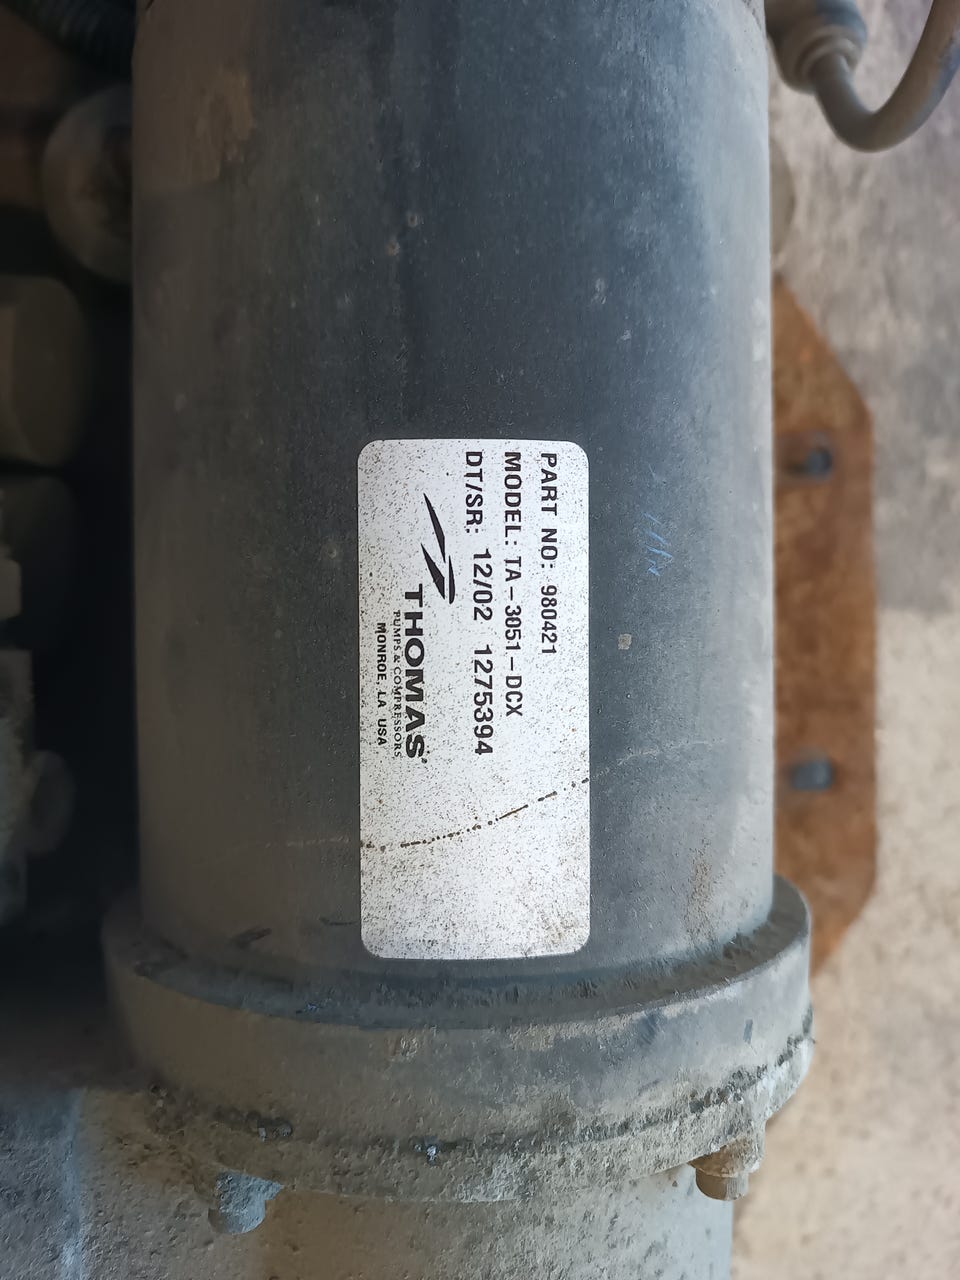 PART NO: 980421
MODEL: TA-3051-DCX
DT/SR: 12/02 1275394
THOMAS
PUMPS & COMPRESSORS
MONROE, LA USA